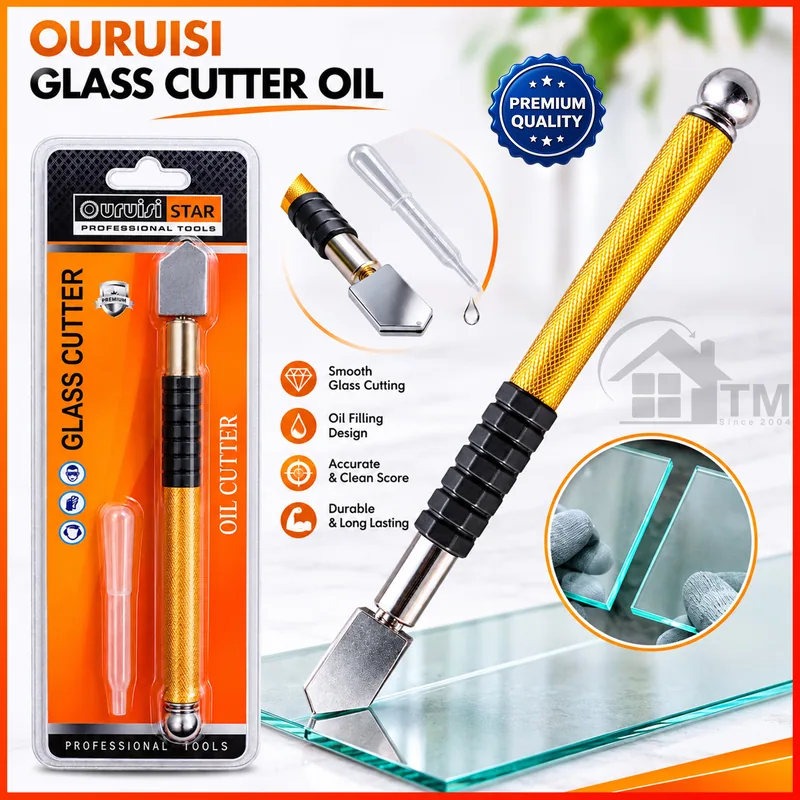 OURUISI
GLASS CUTTER OIL
PREMIUM
QUALITY
Ouruisi STAR
PROFESSIONAL TOOLS
PREMIUM
GLASS CUTTER
OIL CUTTER
PROFESSIONAL TOOLS
Smooth
Glass Cutting
Oil Filling
Design
Accurate
& Clean Score
Durable
& Long Lasting
TM
Since 2004